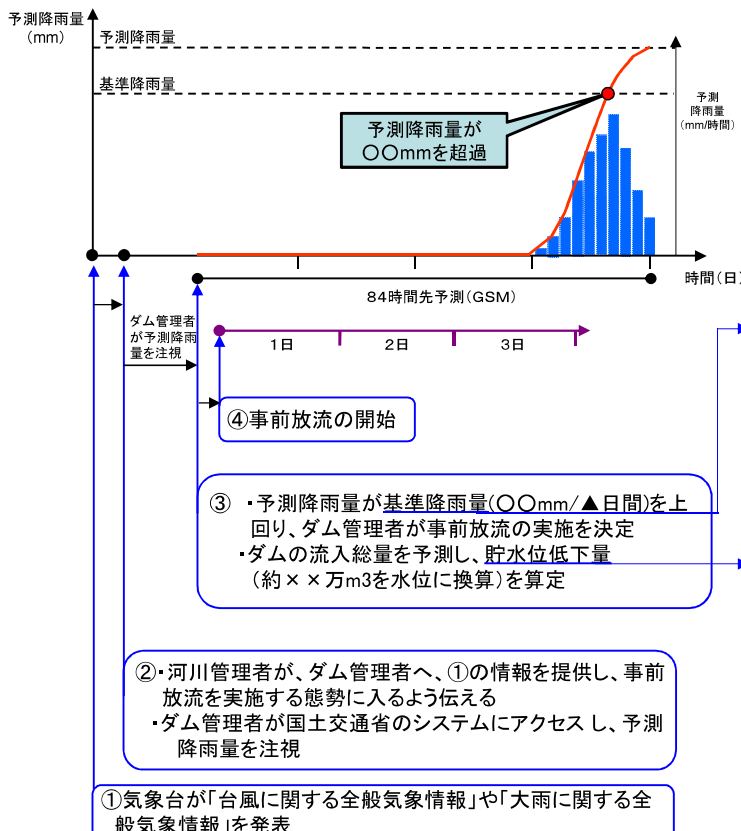 予測降雨量
(mm)
予測降雨量
基準降雨量
予測
降雨量
(mm/時間)
予測降雨量が
〇〇mmを超過
時間(日)
84時間先予測(GSM)
ダム管理者
が予測降雨
量を注視
1日
2日
3日
④事前放流の開始
③ ・予測降雨量が基準降雨量(〇〇mm/▲日間)を上
回り、ダム管理者が事前放流の実施を決定
・ダムの流入総量を予測し、貯水位低下量
(約××万m3を水位に換算)を算定
②・河川管理者が、ダム管理者へ、①の情報を提供し、事前
放流を実施する態勢に入るよう伝える
・ダム管理者が国土交通省のシステムにアクセスし、予測
降雨量を注視
①気象台が「台風に関する全般気象情報」や「大雨に関する全
般気象情報」を発表